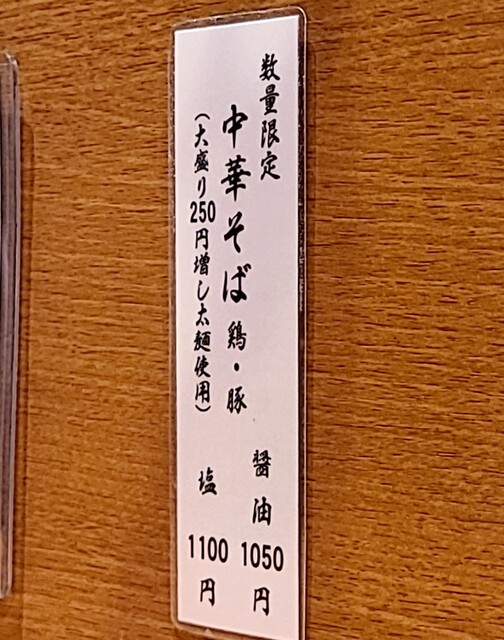 数量限定
中華そば 鶏・豚
(大盛り250円増し太麺使用)
醤油 1050円
塩 1100円